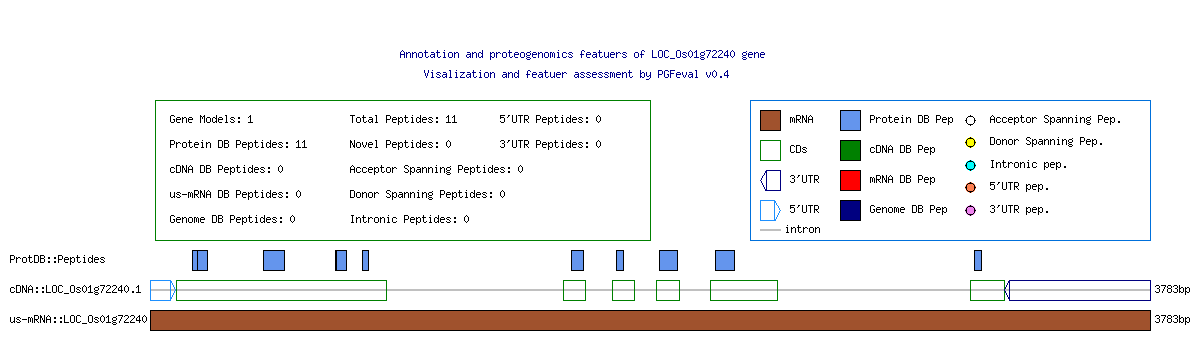 Annotation and proteogenomics featuers of LOC_Os01g72240 gene
Visalization and featuer assessment by PGFeval v0.4
Gene Models: 1 Total Peptides: 11 5'UTR Peptides: 0
Protein DB Peptides: 11 Novel Peptides: 0 3'UTR Peptides: 0
cDNA DB Peptides: 0 Acceptor Spanning Peptides: 0
us-mRNA DB Peptides: 0 Donor Spanning Peptides: 0
Genome DB Peptides: 0 Intronic Peptides: 0
mRNA Protein DB Pep Acceptor Spanning Pep.
CDs cDNA DB Pep Donor Spanning Pep.
3'UTR mRNA DB Pep Intronic pep.
5'UTR Genome DB Pep 5'UTR pep.
intron 3'UTR pep.
ProtDB::Peptides
cDNA::LOC_Os01g72240.1 3783bp
us-mRNA::LOC_Os01g72240 3783bp